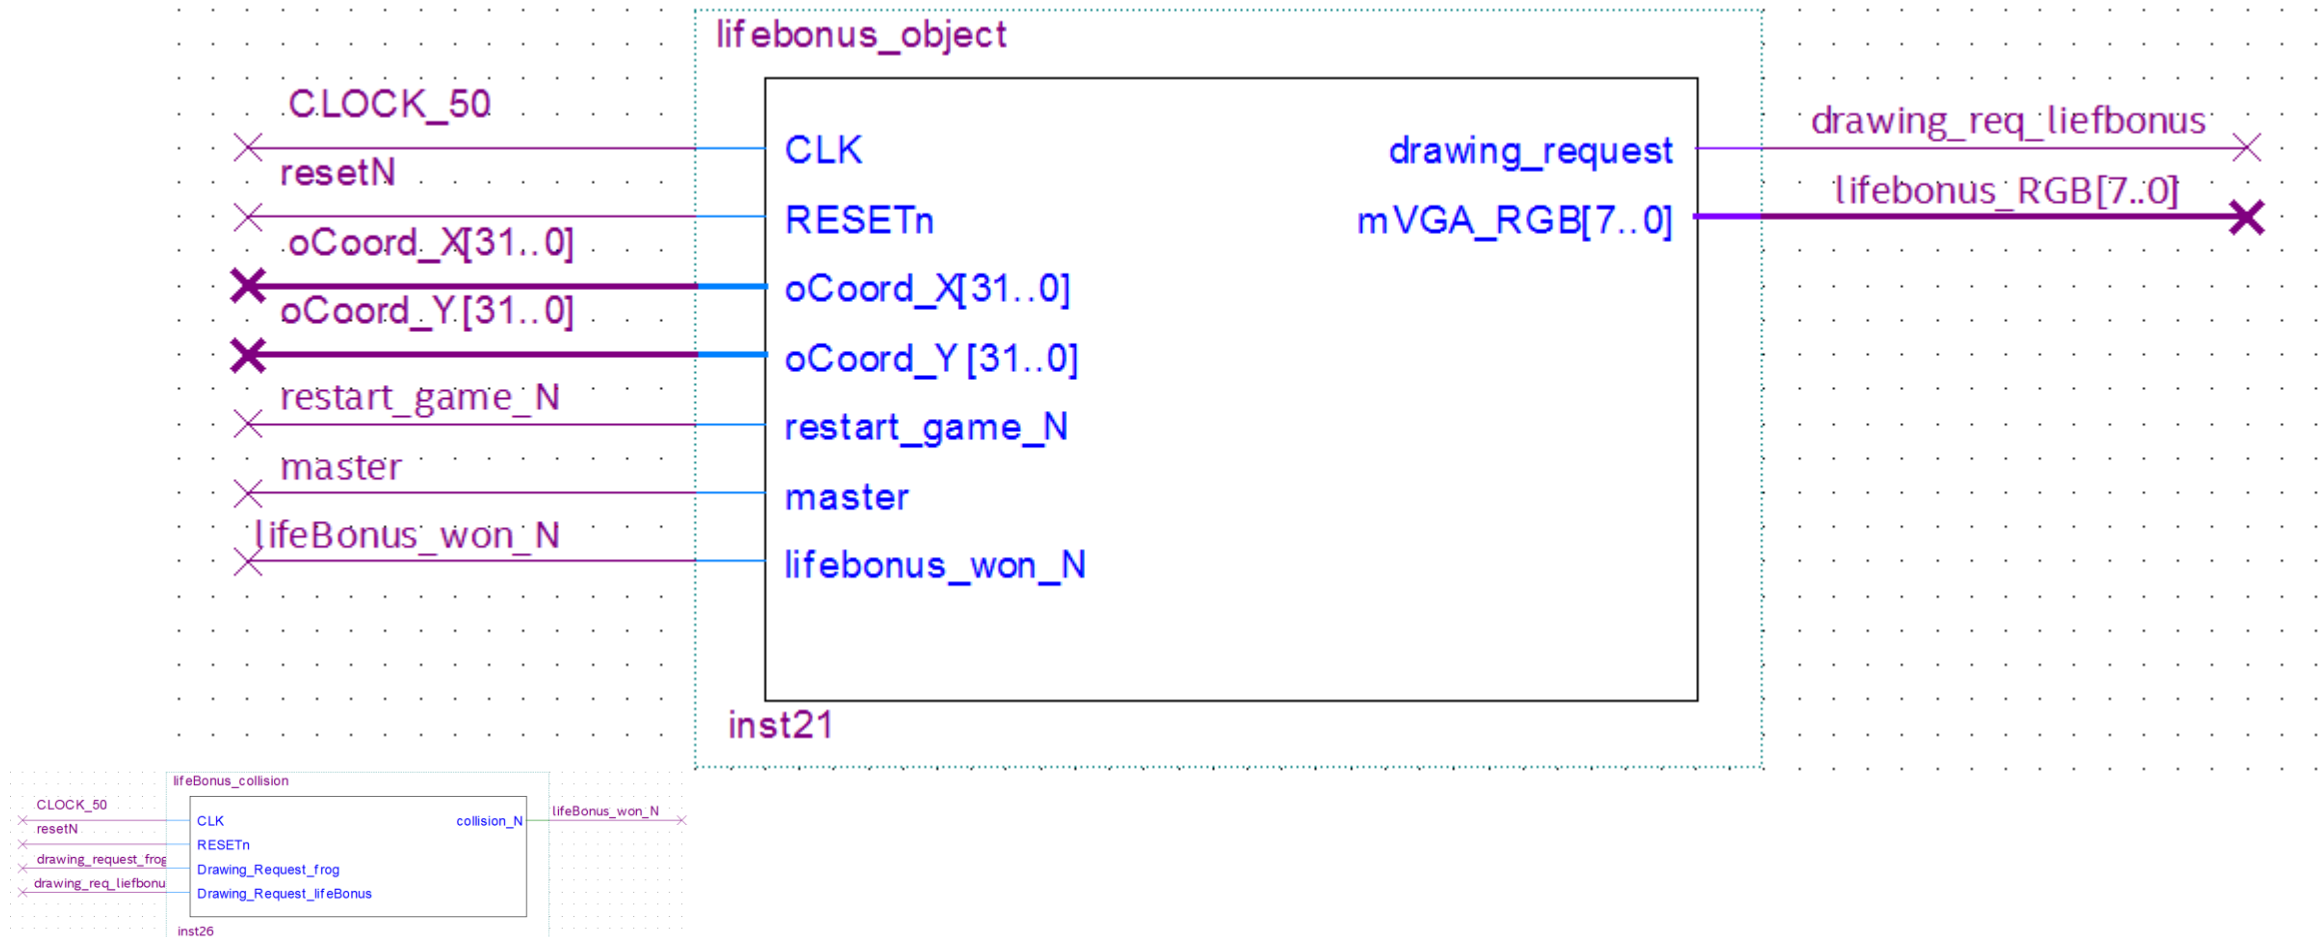 lifebonus_object
CLOCK_50
resetN
oCoord_X[31..0]
oCoord_Y[31..0]
restart_game_N
master
lifeBonus_won_N
CLK
RESETn
oCoord_X[31..0]
oCoord_Y[31..0]
restart_game_N
master
lifebonus_won_N
drawing_request
mVGA_RGB[7..0]
drawing_req_liefbonus
lifebonus_RGB[7..0]
inst21
lifeBonus_collision
CLOCK_50
resetN
drawing_request_frog
drawing_req_liefbonu
CLK
RESETn
Drawing_Request_frog
Drawing_Request_lifeBonus
collision_N
lifeBonus_won_N
inst26